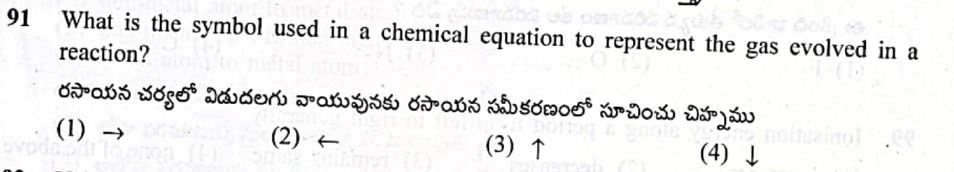 91 What is the symbol used in a chemical equation to represent the gas evolved in a
reaction?
రసాయన చర్యలో విడుదలగు వాయువునకు రసాయన సమీకరణంలో సూచించు చిహ్నము
(1) → (2) ← (3) ↑ (4) ↓